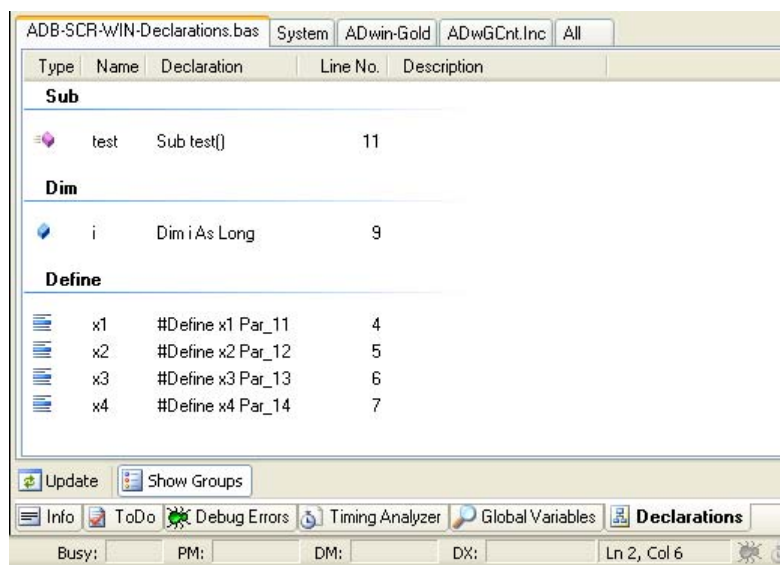 ADB-SCR-WIN-Declarations.bas System ADwin-Gold ADwGCnt.Inc All
Type Name Declaration Line No. Description
Sub
test Sub test() 11
Dim
i Dim i As Long 9
Define
x1 #Define x1 Par_11 4
x2 #Define x2 Par_12 5
x3 #Define x3 Par_13 6
x4 #Define x4 Par_14 7
Update Show Groups
Info ToDo Debug Errors Timing Analyzer Global Variables Declarations
Busy: PM: DM: DX: Ln 2, Col 6